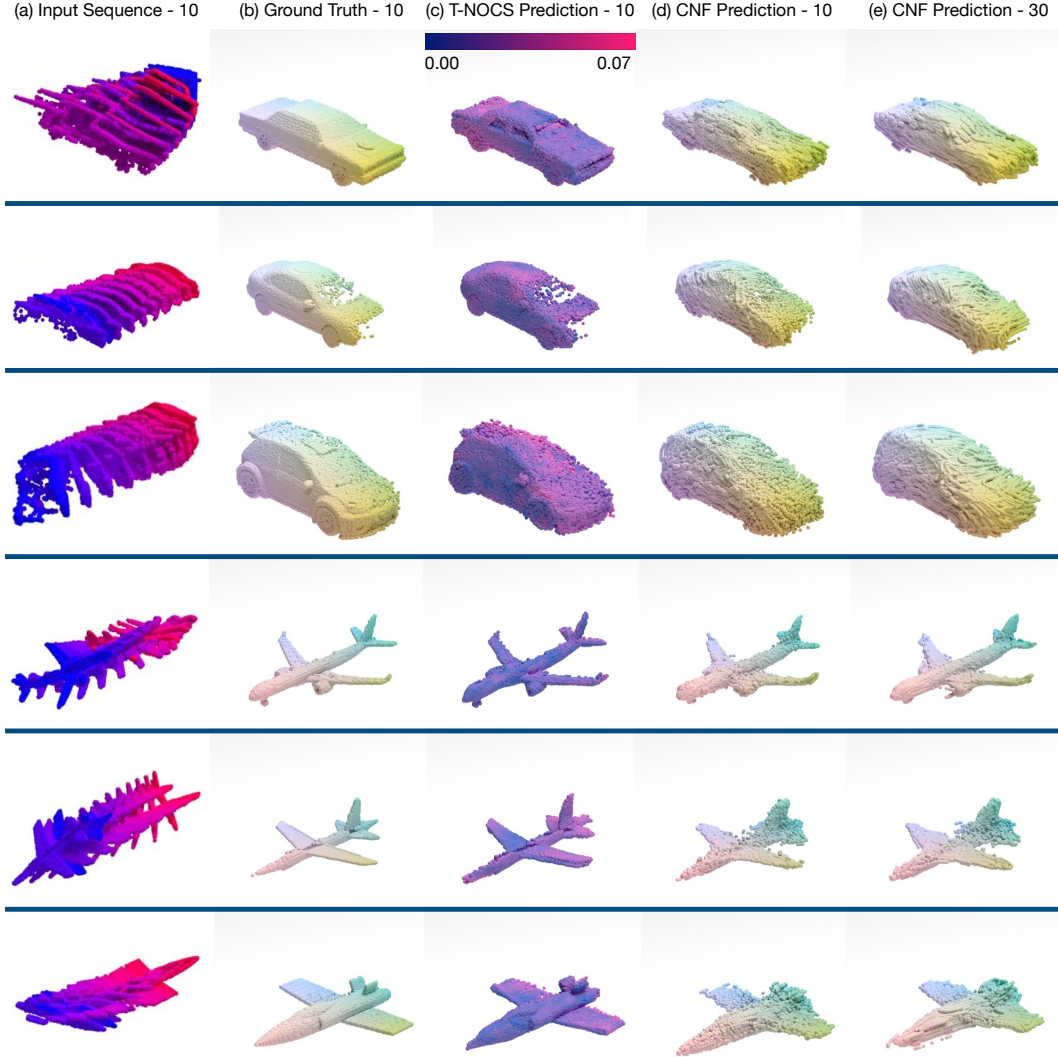 (a) Input Sequence - 10
(b) Ground Truth - 10
(c) T-NOCS Prediction - 10
(d) CNF Prediction - 10
(e) CNF Prediction - 30
0.00
0.07